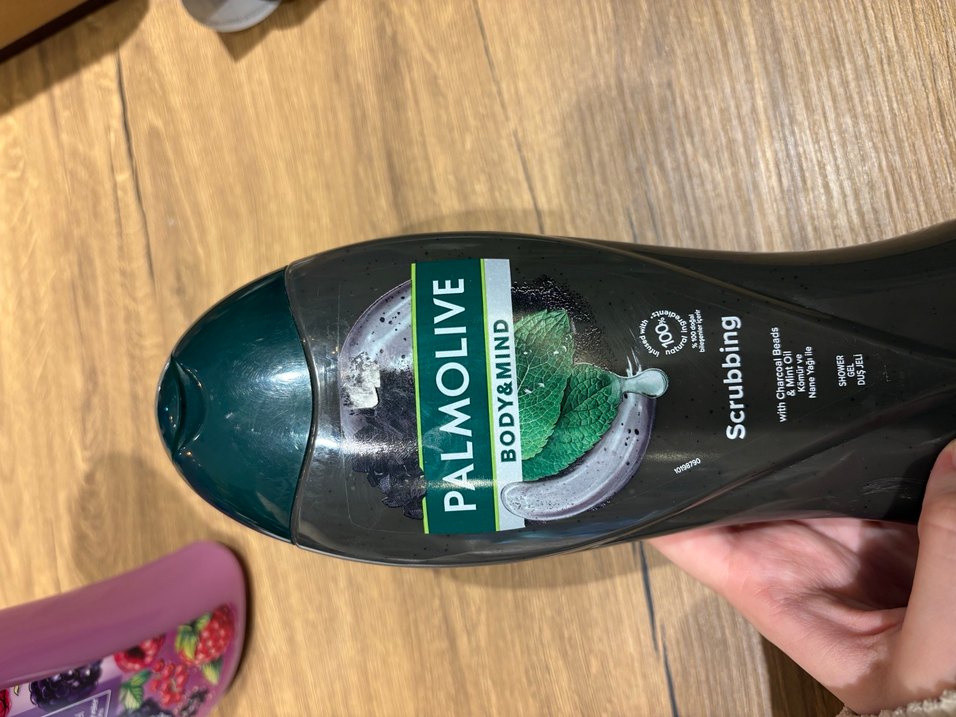 PALMOLIVE
BODY&MIND
infused with
100%
natural ingredients.
% 100 doğal
bileşenler içerir
Scrubbing
with Charcoal Beads
& Mint Oil
Kömür ve
Nane Yağı ile
SHOWER
GEL
DUŞ JELİ
10198790